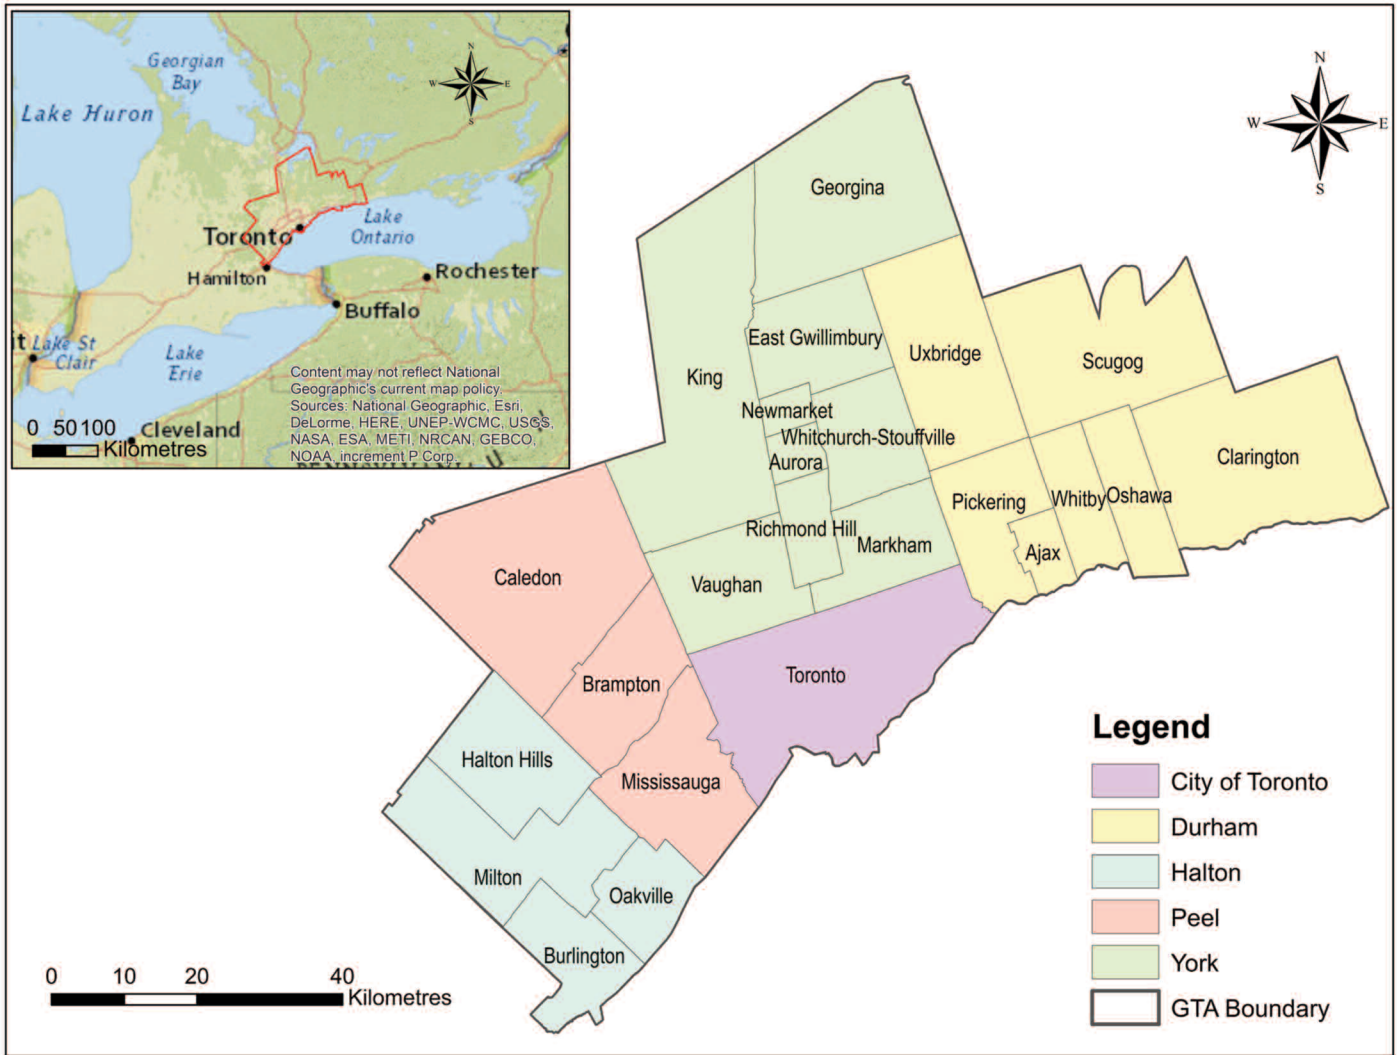 Georgian
Bay
Lake Huron
N
W
E
S
Toronto
Lake
Ontario
Hamilton
Rochester
Buffalo
it
Lake St
Clair
Lake
Erie
Content may not reflect National
Geographic's current map policy.
Sources: National Geographic, Esri,
DeLorme, HERE, UNEP-WCMC, USGS,
NASA, ESA, METI, NRCAN, GEBCO,
NOAA, increment P Corp.
0 50 100
Kilometres
Cleveland
PENNSYLVANIA
U
N
W
E
S
Georgina
East Gwillimbury
Uxbridge
Scugog
King
Newmarket
Whitchurch-Stouffville
Aurora
Clarington
Pickering
Whitby
Oshawa
Richmond Hill
Markham
Ajax
Caledon
Vaughan
Toronto
Brampton
Halton Hills
Mississauga
Milton
Oakville
Burlington
0 10 20 40
Kilometres
Legend
City of Toronto
Durham
Halton
Peel
York
GTA Boundary